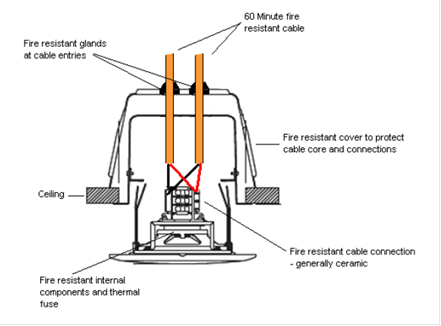 60 Minute fire
resistant cable
Fire resistant glands
at cable entries
Fire resistant cover to protect
cable core and connections
Ceiling
Fire resistant cable connection
- generally ceramic
Fire resistant internal
components and thermal
fuse